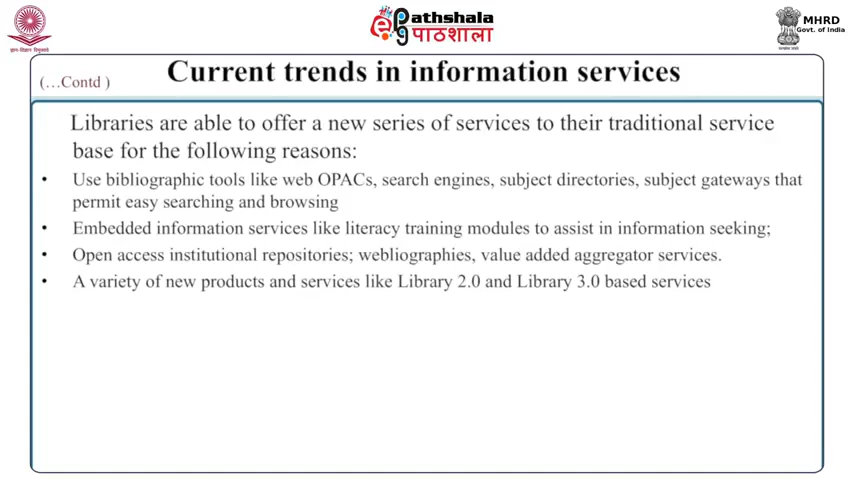 ePathshala
पाठशाला
MHRD
Govt. of India
(…Contd )
Current trends in information services
Libraries are able to offer a new series of services to their traditional service
base for the following reasons:
• Use bibliographic tools like web OPACs, search engines, subject directories, subject gateways that
permit easy searching and browsing
• Embedded information services like literacy training modules to assist in information seeking;
• Open access institutional repositories; webliographies, value added aggregator services.
• A variety of new products and services like Library 2.0 and Library 3.0 based services